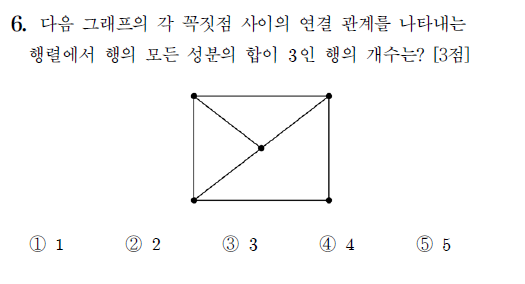 6. 다음 그래프의 각 꼭짓점 사이의 연결 관계를 나타내는
행렬에서 행의 모든 성분의 합이 3인 행의 개수는? [3점]
① 1 ② 2 ③ 3 ④ 4 ⑤ 5